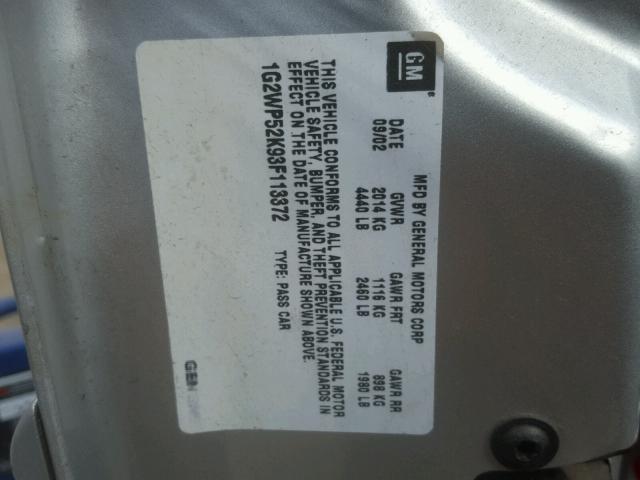 GM
MFD BY GENERAL MOTORS CORP
DATE GVWR GAWR FRT GAWR RR
09/02 2014 KG 1116 KG 898 KG
4440 LB 2460 LB 1980 LB
THIS VEHICLE CONFORMS TO ALL APPLICABLE U.S. FEDERAL MOTOR
VEHICLE SAFETY, BUMPER, AND THEFT PREVENTION STANDARDS IN
EFFECT ON THE DATE OF MANUFACTURE SHOWN ABOVE.
1G2WP52K93F113372 TYPE: PASS CAR